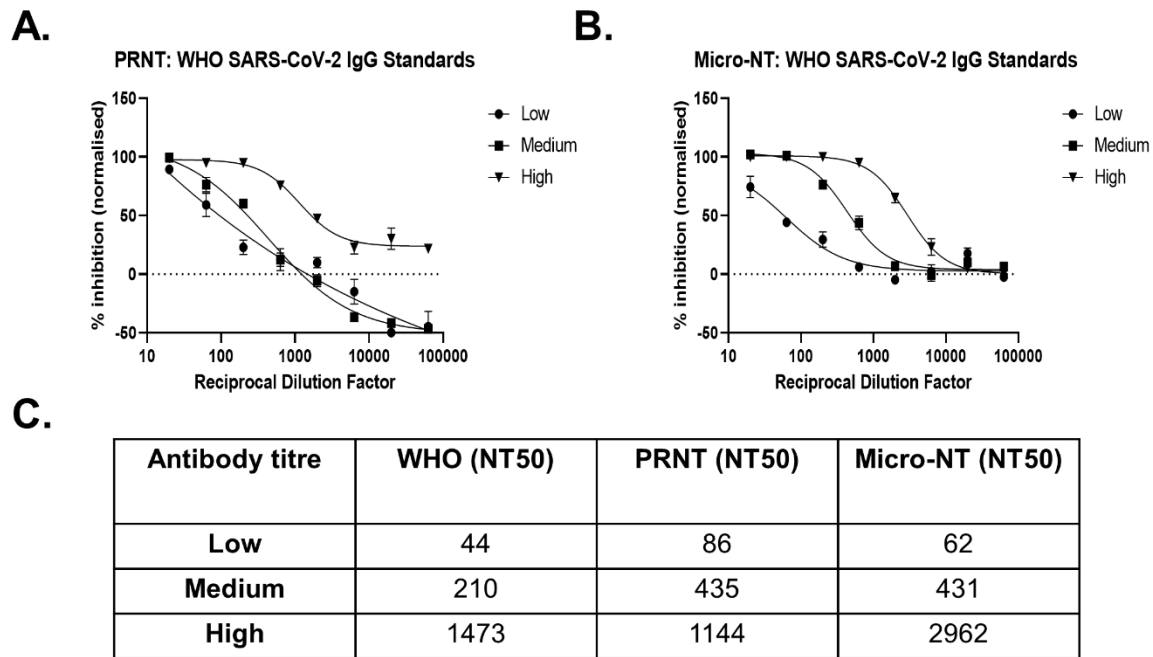 A.
PRNT: WHO SARS-CoV-2 IgG Standards
% inhibition (normalised)
150
100
50
0
-50
10
100
1000
10000
100000
Reciprocal Dilution Factor
Low
Medium
High
B.
Micro-NT: WHO SARS-CoV-2 IgG Standards
% inhibition (normalised)
150
100
50
0
-50
10
100
1000
10000
100000
Reciprocal Dilution Factor
Low
Medium
High
C.
Antibody titre WHO (NT50) PRNT (NT50) Micro-NT (NT50)
Low 44 86 62
Medium 210 435 431
High 1473 1144 2962